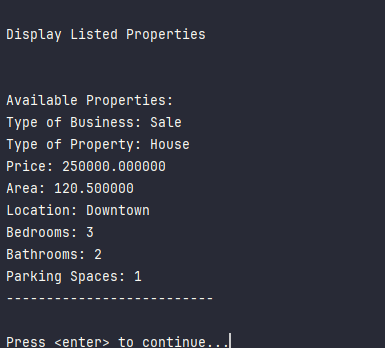 Display Listed Properties
Available Properties:
Type of Business: Sale
Type of Property: House
Price: 250000.000000
Area: 120.500000
Location: Downtown
Bedrooms: 3
Bathrooms: 2
Parking Spaces: 1
--------------------------
Press <enter> to continue...